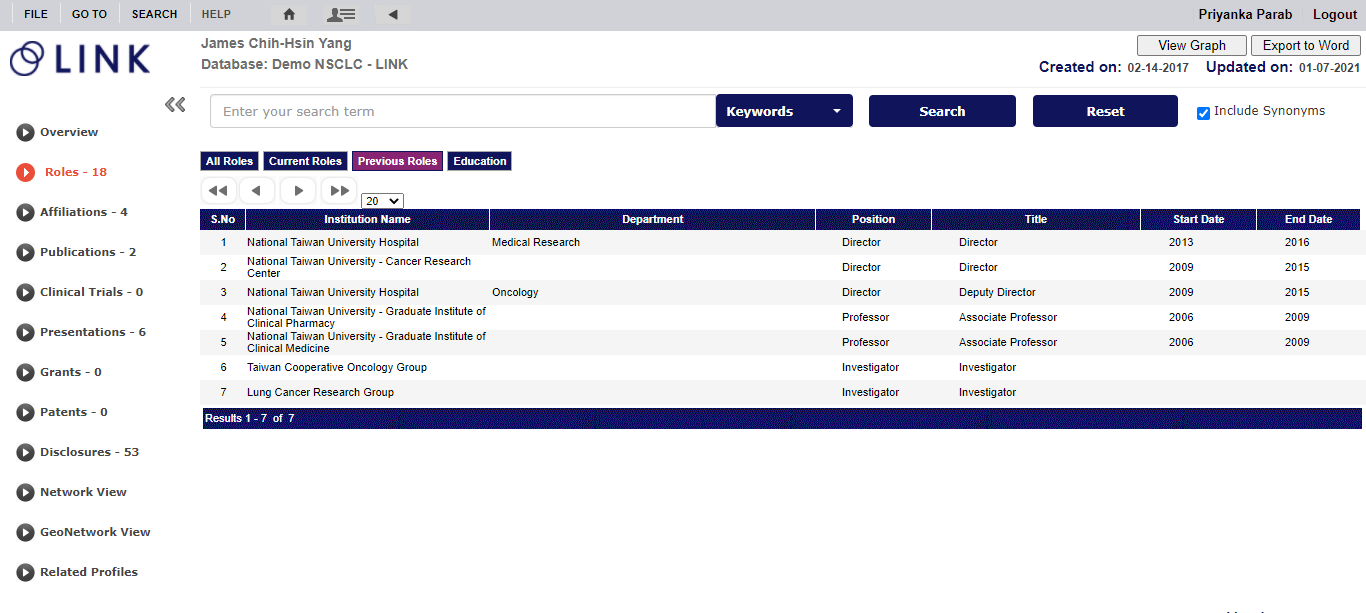 FILE GO TO SEARCH HELP Priyanka Parab Logout
LINK
James Chih-Hsin Yang
Database: Demo NSCLC - LINK
View Graph Export to Word
Created on: 02-14-2017 Updated on: 01-07-2021
Enter your search term Keywords Search Reset Include Synonyms
Overview
Roles - 18
Affiliations - 4
Publications - 2
Clinical Trials - 0
Presentations - 6
Grants - 0
Patents - 0
Disclosures - 53
Network View
GeoNetwork View
Related Profiles
All Roles Current Roles Previous Roles Education
20
S.No Institution Name Department Position Title Start Date End Date
1 National Taiwan University Hospital Medical Research Director Director 2013 2016
2 National Taiwan University - Cancer Research Center Director Director 2009 2015
3 National Taiwan University Hospital Oncology Director Deputy Director 2009 2015
4 National Taiwan University - Graduate Institute of Clinical Pharmacy Professor Associate Professor 2006 2009
5 National Taiwan University - Graduate Institute of Clinical Medicine Professor Associate Professor 2006 2009
6 Taiwan Cooperative Oncology Group Investigator Investigator
7 Lung Cancer Research Group Investigator Investigator
Results 1 - 7 of 7